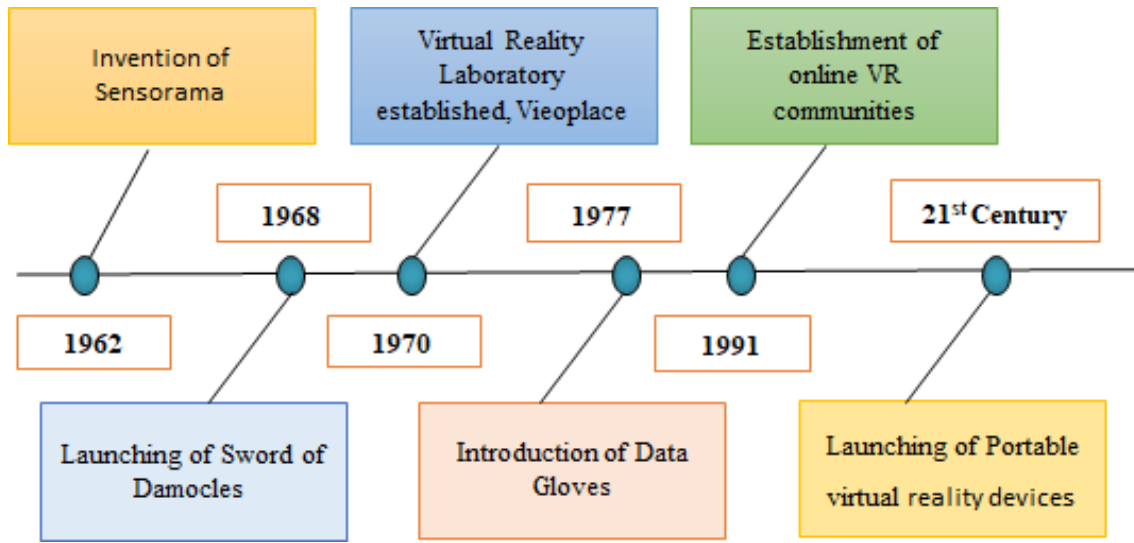 Invention of
Sensorama
Virtual Reality
Laboratory
established, Vieoplace
Establishment of
online VR
communities
1968
1977
21st Century
1962
1970
1991
Launching of Sword of
Damocles
Introduction of Data
Gloves
Launching of Portable
virtual reality devices